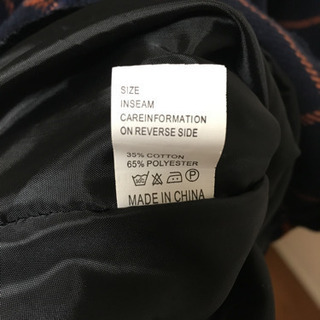 SIZE
INSEAM
CAREINFORMATION
ON REVERSE SIDE
35% COTTON
65% POLYESTER
MADE IN CHINA